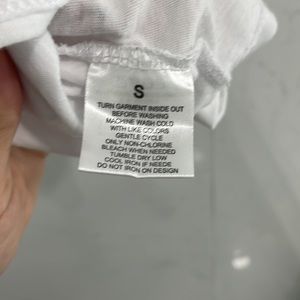 S
TURN GARMENT INSIDE OUT
BEFORE WASHING
MACHINE WASH COLD
WITH LIKE COLORS
GENTLE CYCLE
ONLY NON-CHLORINE
BLEACH WHEN NEEDED
TUMBLE DRY LOW
COOL IRON IF NEEDE
DO NOT IRON ON DESIGN